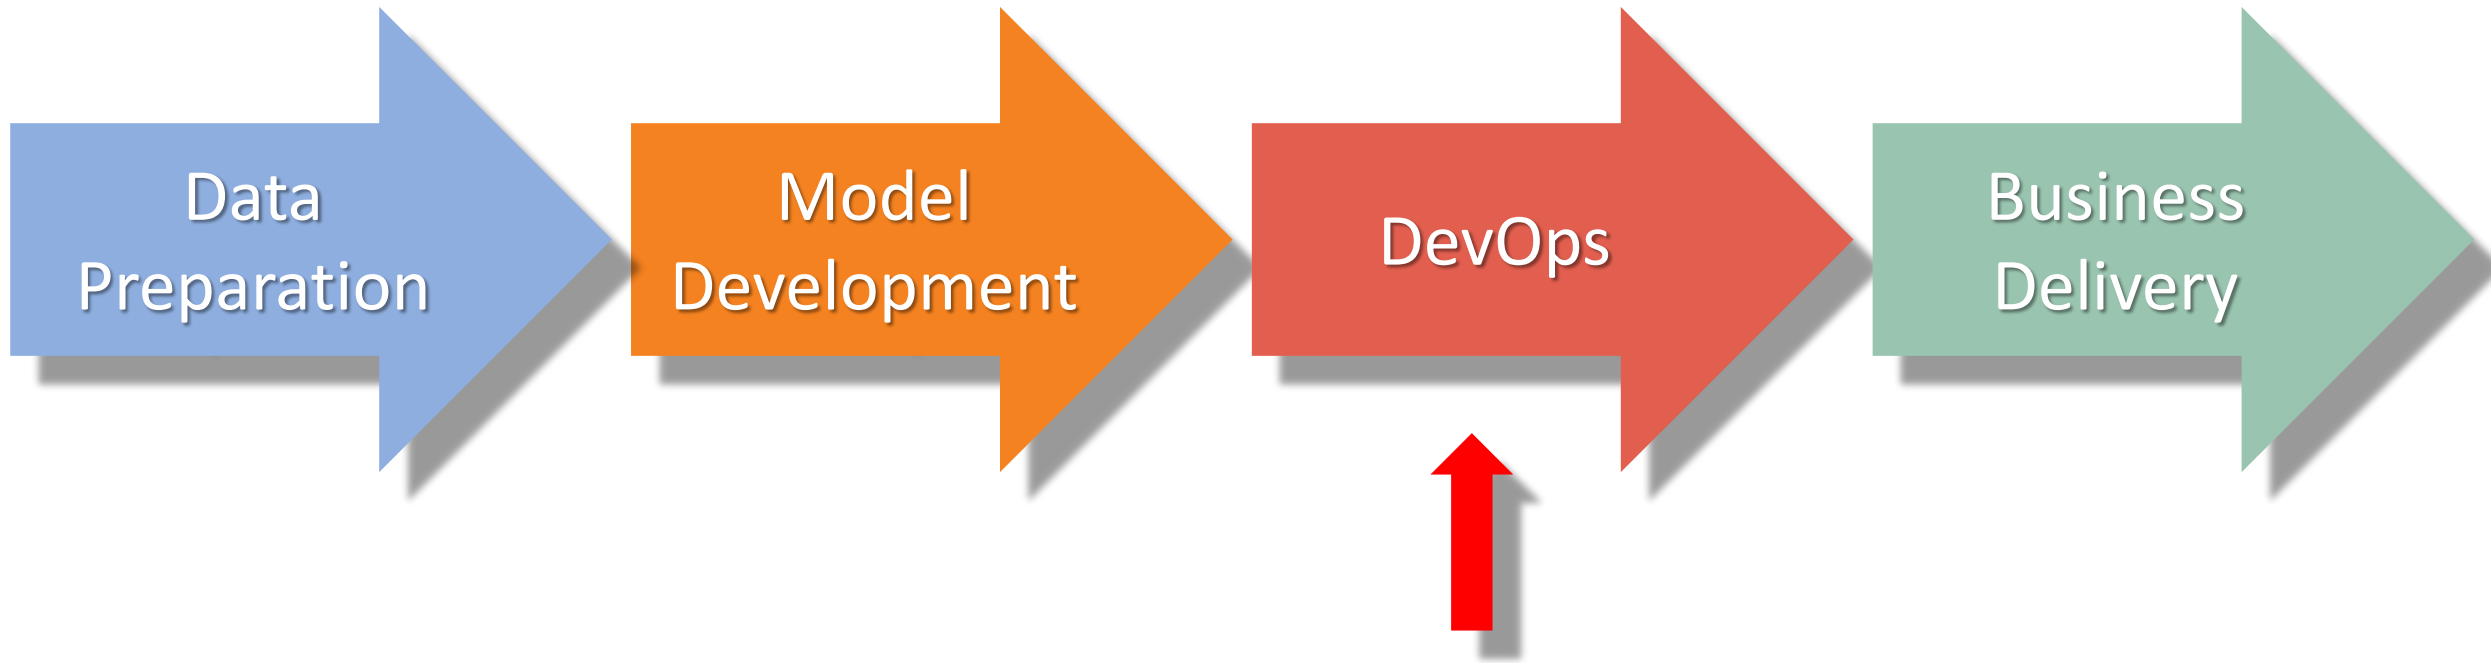 Data
Preparation
Model
Development
DevOps
Business
Delivery